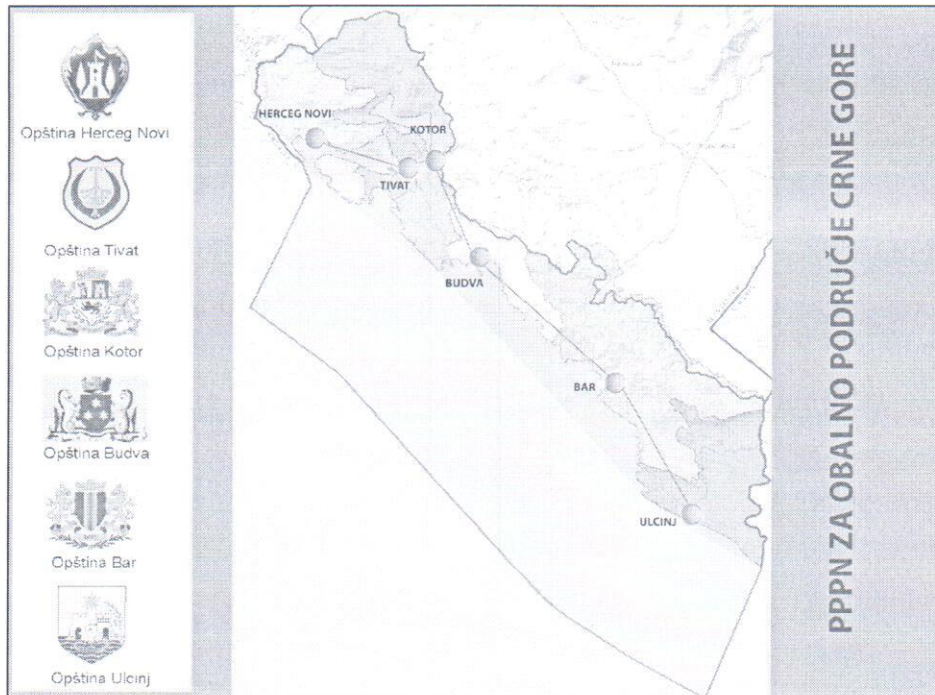 Opština Herceg Novi
Opština Tivat
Opština Kotor
Opština Budva
Opština Bar
Opština Ulcinj
HERCEG NOVI
KOTOR
TIVAT
BUDVA
BAR
ULCINJ
PPPN ZA OBALNO PODRUČJE CRNE GORE